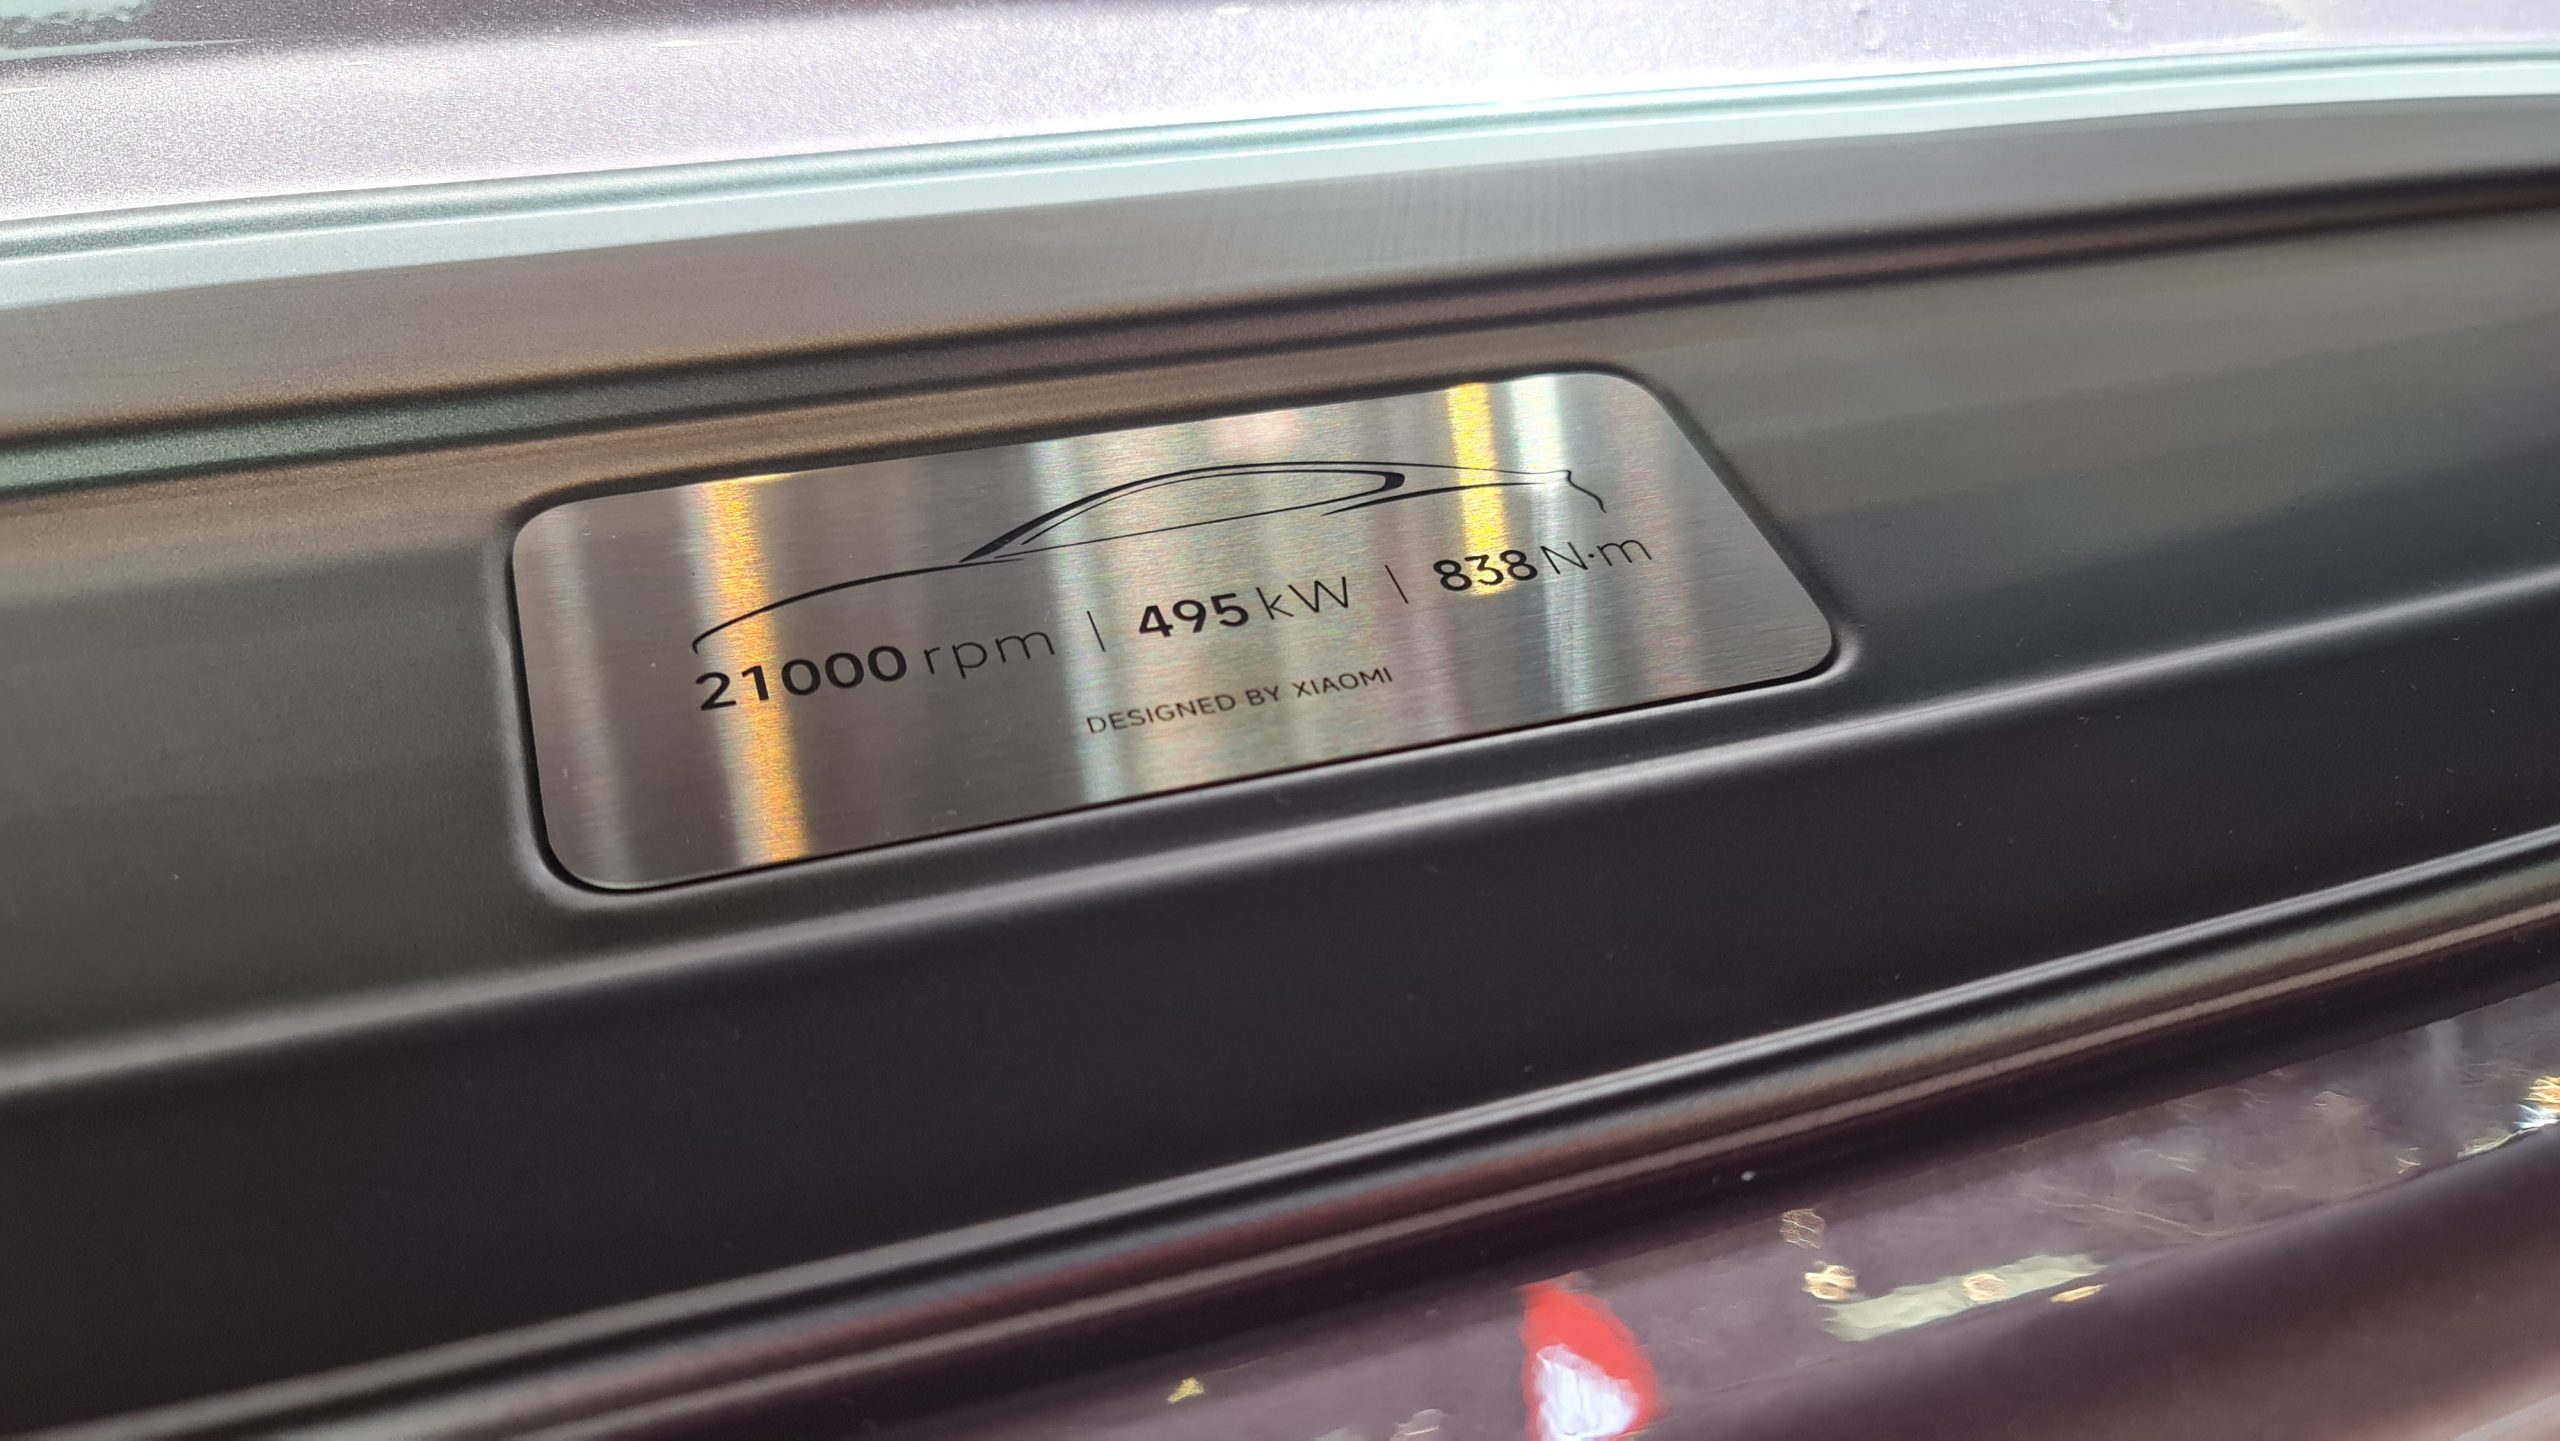 21000 rpm | 495 kW | 838 N·m
DESIGNED BY XIAOMI